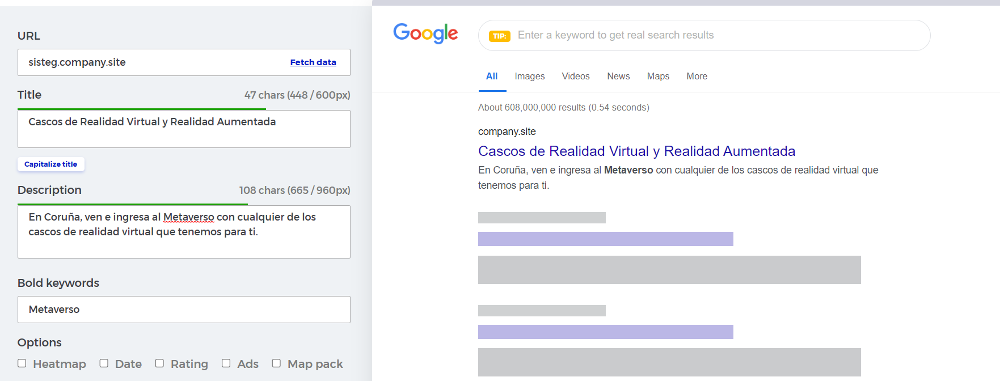 URL
sisteg.company.site
Fetch data
Title
47 chars (448 / 600px)
Cascos de Realidad Virtual y Realidad Aumentada
Capitalize title
Description
108 chars (665 / 960px)
En Coruña, ven e ingresa al Metaverso con cualquier de los
cascos de realidad virtual que tenemos para ti.
Bold keywords
Metaverso
Options
Heatmap Date Rating Ads Map pack
Google
TIP: Enter a keyword to get real search results
All Images Videos News Maps More
About 608,000,000 results (0.54 seconds)
company.site
Cascos de Realidad Virtual y Realidad Aumentada
En Coruña, ven e ingresa al Metaverso con cualquier de los cascos de realidad virtual que
tenemos para ti.